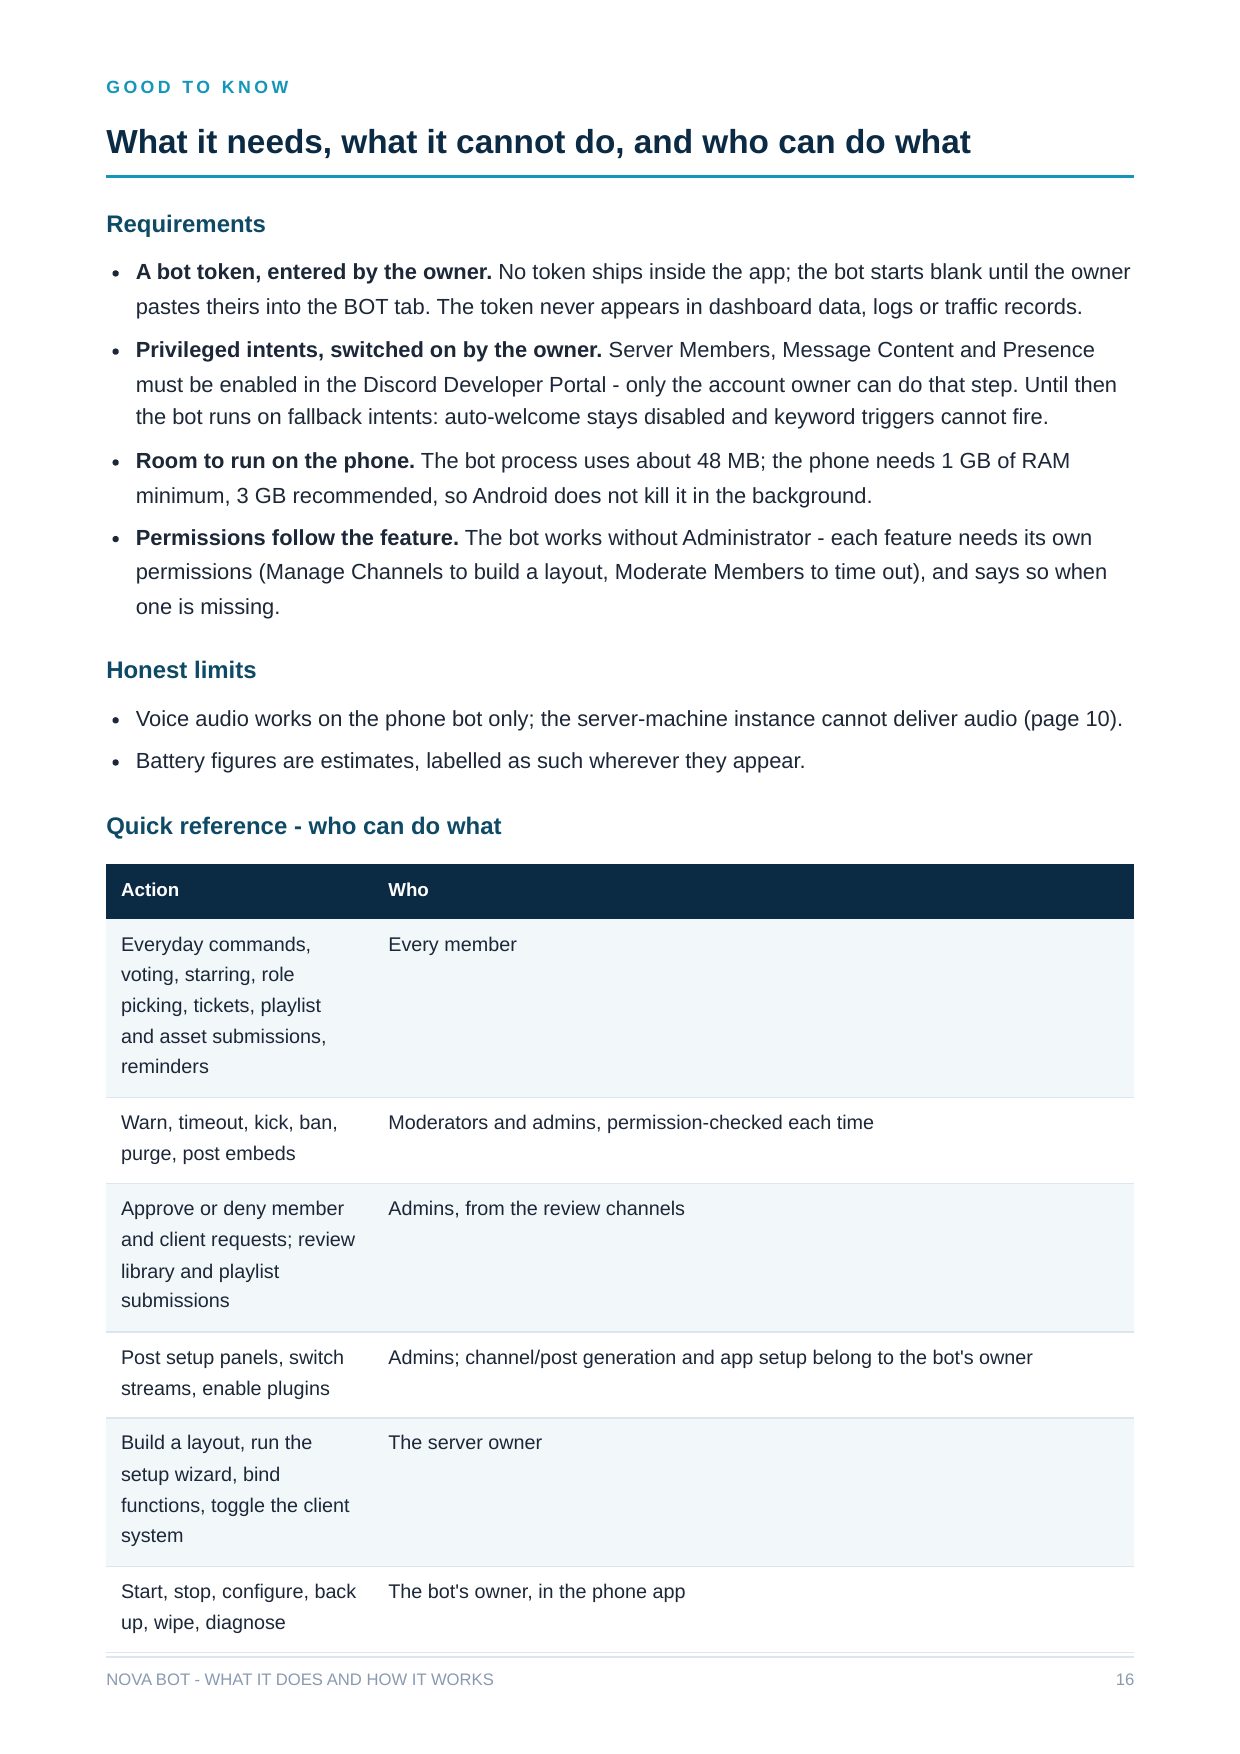 GOOD TO KNOW
What it needs, what it cannot do, and who can do what
Requirements
• A bot token, entered by the owner. No token ships inside the app; the bot starts blank until the owner
pastes theirs into the BOT tab. The token never appears in dashboard data, logs or traffic records.
• Privileged intents, switched on by the owner. Server Members, Message Content and Presence
must be enabled in the Discord Developer Portal - only the account owner can do that step. Until then
the bot runs on fallback intents: auto-welcome stays disabled and keyword triggers cannot fire.
• Room to run on the phone. The bot process uses about 48 MB; the phone needs 1 GB of RAM
minimum, 3 GB recommended, so Android does not kill it in the background.
• Permissions follow the feature. The bot works without Administrator - each feature needs its own
permissions (Manage Channels to build a layout, Moderate Members to time out), and says so when
one is missing.
Honest limits
• Voice audio works on the phone bot only; the server-machine instance cannot deliver audio (page 10).
• Battery figures are estimates, labelled as such wherever they appear.
Quick reference - who can do what
Action Who
Everyday commands, Every member
voting, starring, role
picking, tickets, playlist
and asset submissions,
reminders
Warn, timeout, kick, ban, Moderators and admins, permission-checked each time
purge, post embeds
Approve or deny member Admins, from the review channels
and client requests; review
library and playlist
submissions
Post setup panels, switch Admins; channel/post generation and app setup belong to the bot's owner
streams, enable plugins
Build a layout, run the The server owner
setup wizard, bind
functions, toggle the client
system
Start, stop, configure, back The bot's owner, in the phone app
up, wipe, diagnose
NOVA BOT - WHAT IT DOES AND HOW IT WORKS 16